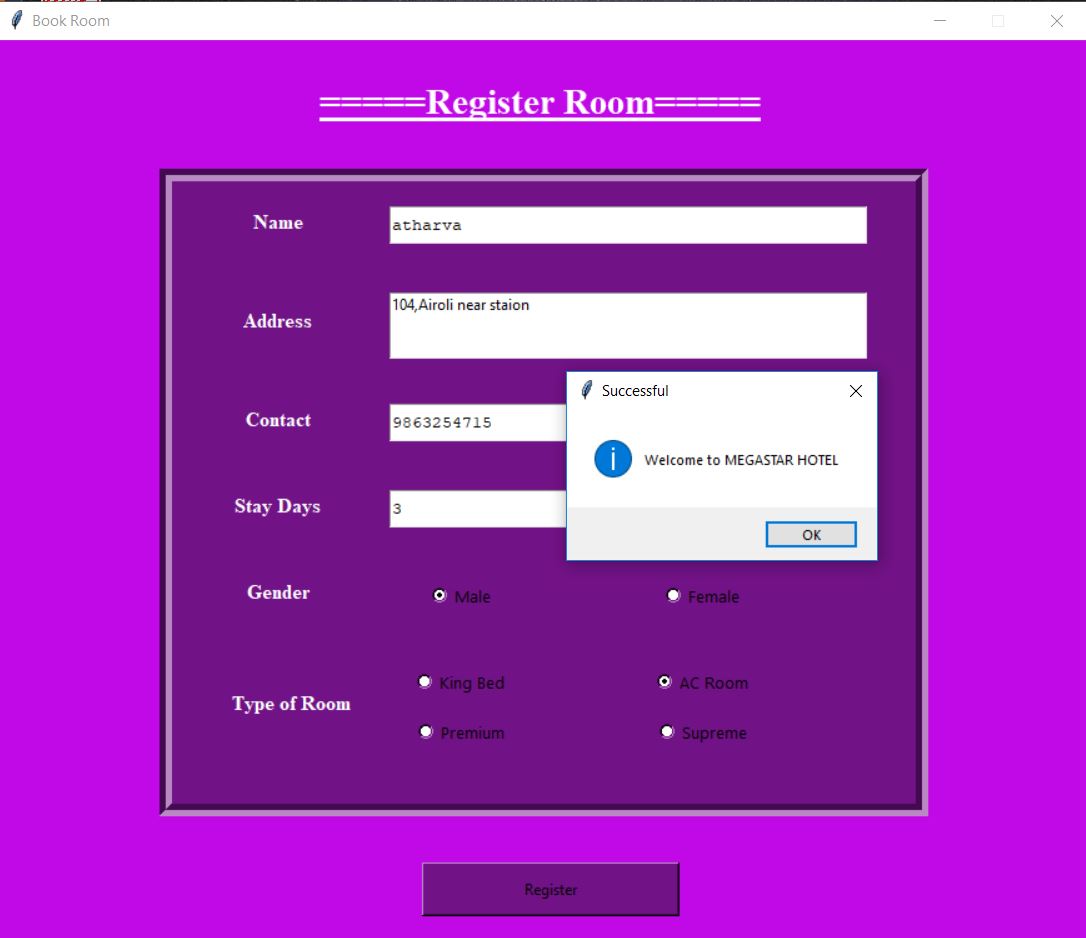 Book Room
=====Register Room=====
Name
atharva
Address
104,Airoli near staion
Contact
9863254715
Successful
Welcome to MEGASTAR HOTEL
OK
Stay Days
3
Gender
Male
Female
Type of Room
King Bed
AC Room
Premium
Supreme
Register